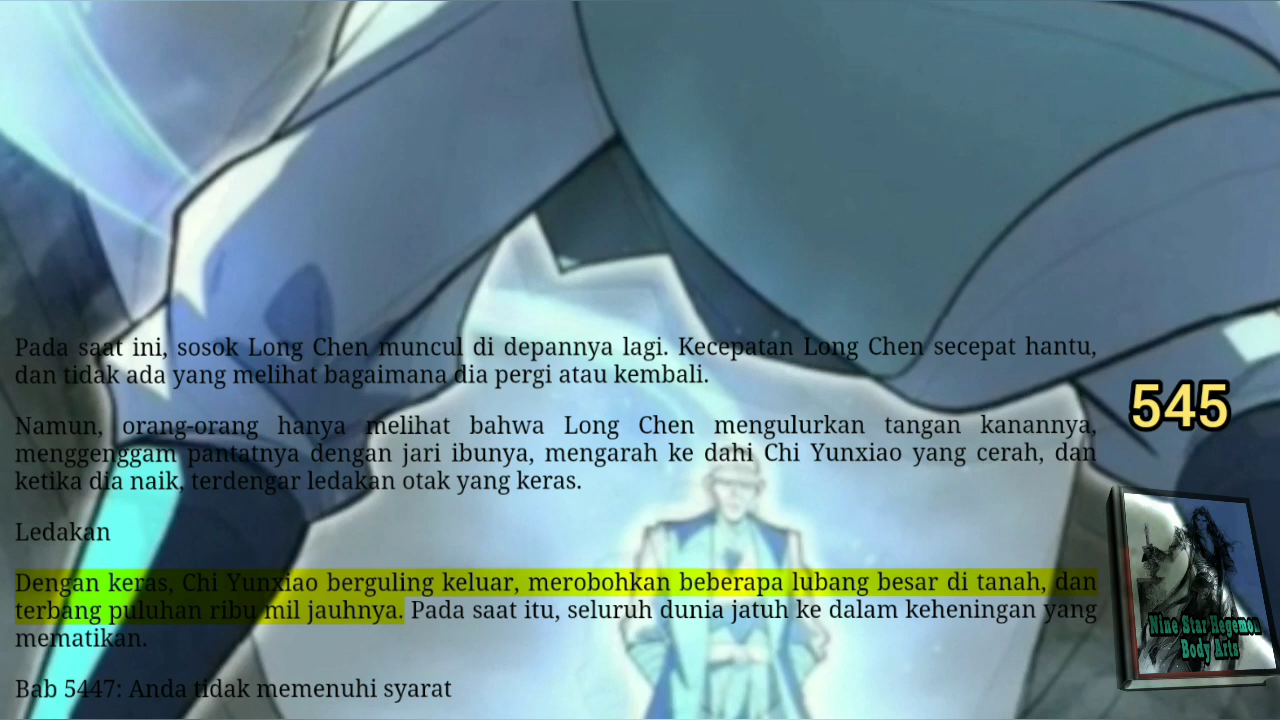 Pada saat ini, sosok Long Chen muncul di depannya lagi. Kecepatan Long Chen secepat hantu,
dan tidak ada yang melihat bagaimana dia pergi atau kembali.
Namun, orang-orang hanya melihat bahwa Long Chen mengulurkan tangan kanannya,
menggenggam pantatnya dengan jari ibunya, mengarah ke dahi Chi Yunxiao yang cerah, dan
ketika dia naik, terdengar ledakan otak yang keras.
Ledakan
Dengan keras, Chi Yunxiao berguling keluar, merobohkan beberapa lubang besar di tanah, dan
terbang puluhan ribu mil jauhnya. Pada saat itu, seluruh dunia jatuh ke dalam keheningan yang
mematikan.
Bab 5447: Anda tidak memenuhi syarat
545
Nine Star Hegemon
Body Arts